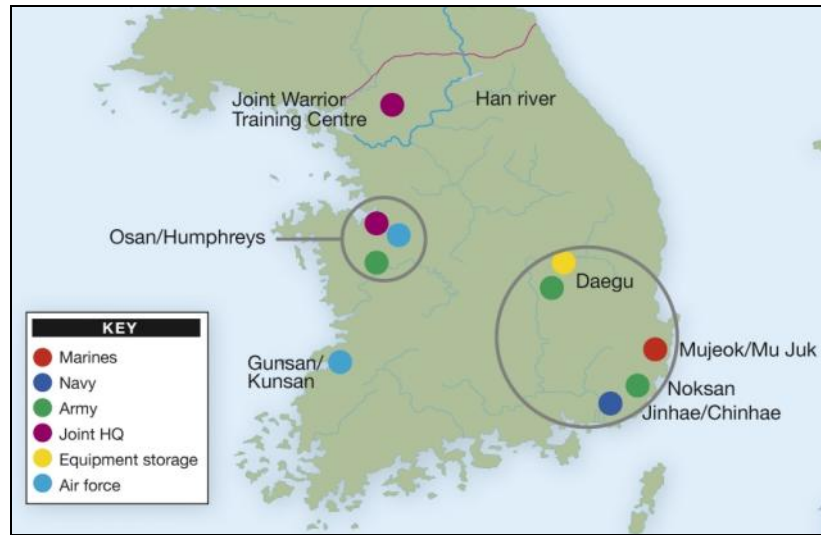 Joint Warrior
Training Centre
Han river
Osan/Humphreys
Daegu
Gunsan/
Kunsan
Mujeok/Mu Juk
Noksan
Jinhae/Chinhae
KEY
Marines
Navy
Army
Joint HQ
Equipment storage
Air force